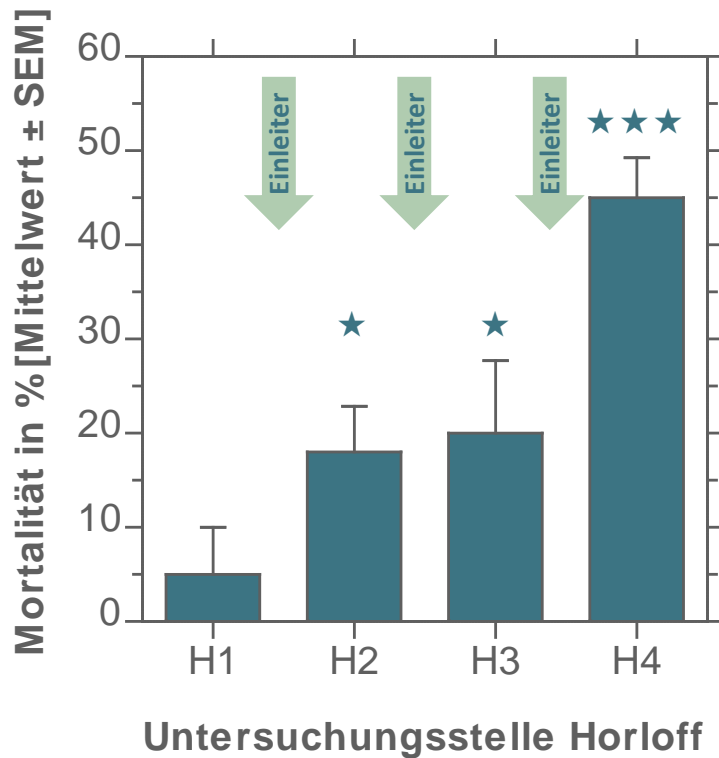 Mortalität in %[Mittelwert ± SEM]
60
50
40
30
20
10
0
Einleiter
Einleiter
Einleiter
★
★
★★★
H1 H2 H3 H4
Untersuchungsstelle Horloff